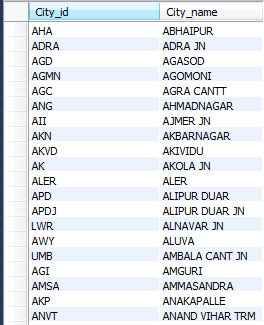 City_id City_name
AHA ABHAIPUR
ADRA ADRA JN
AGD AGASOD
AGMN AGOMONI
AGC AGRA CANTT
ANG AHMADNAGAR
AII AJMER JN
AKN AKBARNAGAR
AKVD AKIVIDU
AK AKOLA JN
ALER ALER
APD ALIPUR DUAR
APDJ ALIPUR DUAR JN
LWR ALNAVAR JN
AWY ALUVA
UMB AMBALA CANT JN
AGI AMGURI
AMSA AMMASANDRA
AKP ANAKAPALLE
ANVT ANAND VIHAR TRM